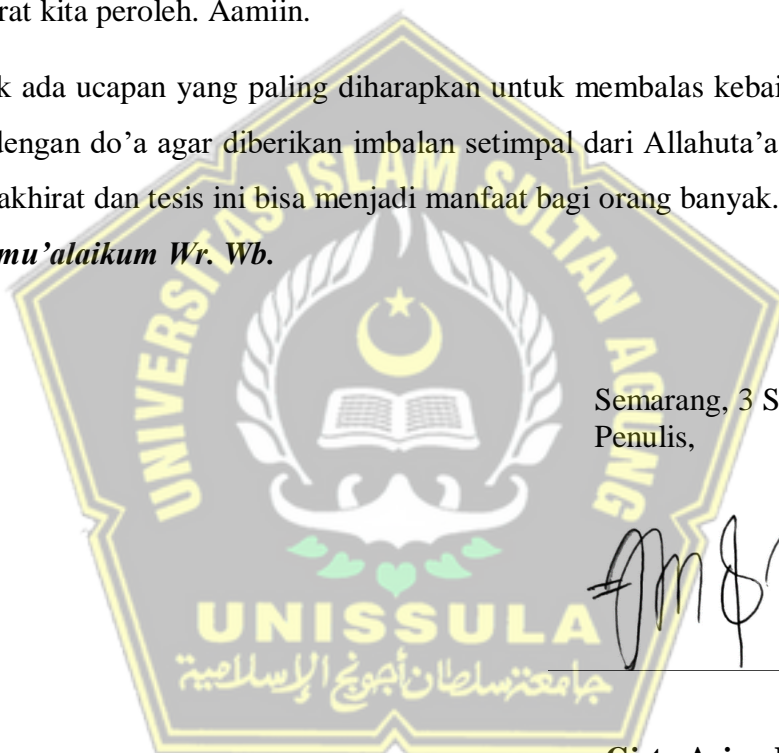 rat kita peroleh. Aamiin.
k ada ucapan yang paling diharapkan untuk membalas kebai
dengan do’a agar diberikan imbalan setimpal dari Allahuta’a
akhirat dan tesis ini bisa menjadi manfaat bagi orang banyak.
mu’alaikum Wr. Wb.
UNIVERSITAS ISLAM SULTAN AGUNG
Semarang, 3 S
Penulis,
UNISSULA
جامعة سلطان أجونج الإسلامية